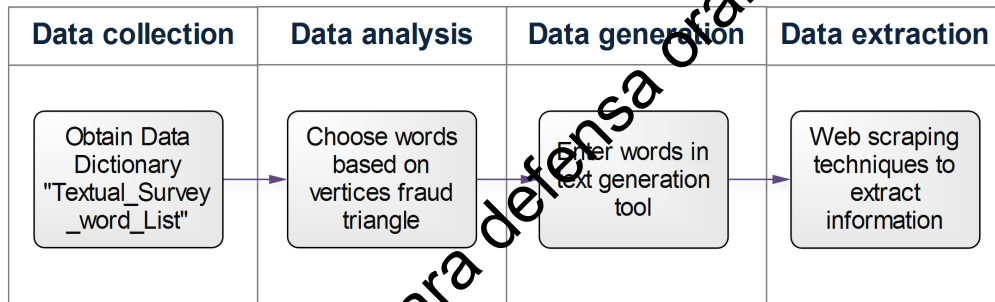 Data collection
Data analysis
Data generation
Data extraction
Obtain Data
Dictionary
"Textual_Survey
_word_List"
Choose words
based on
vertices fraud
triangle
Enter words in
text generation
tool
Web scraping
techniques to
extract
information
ara defensa ora